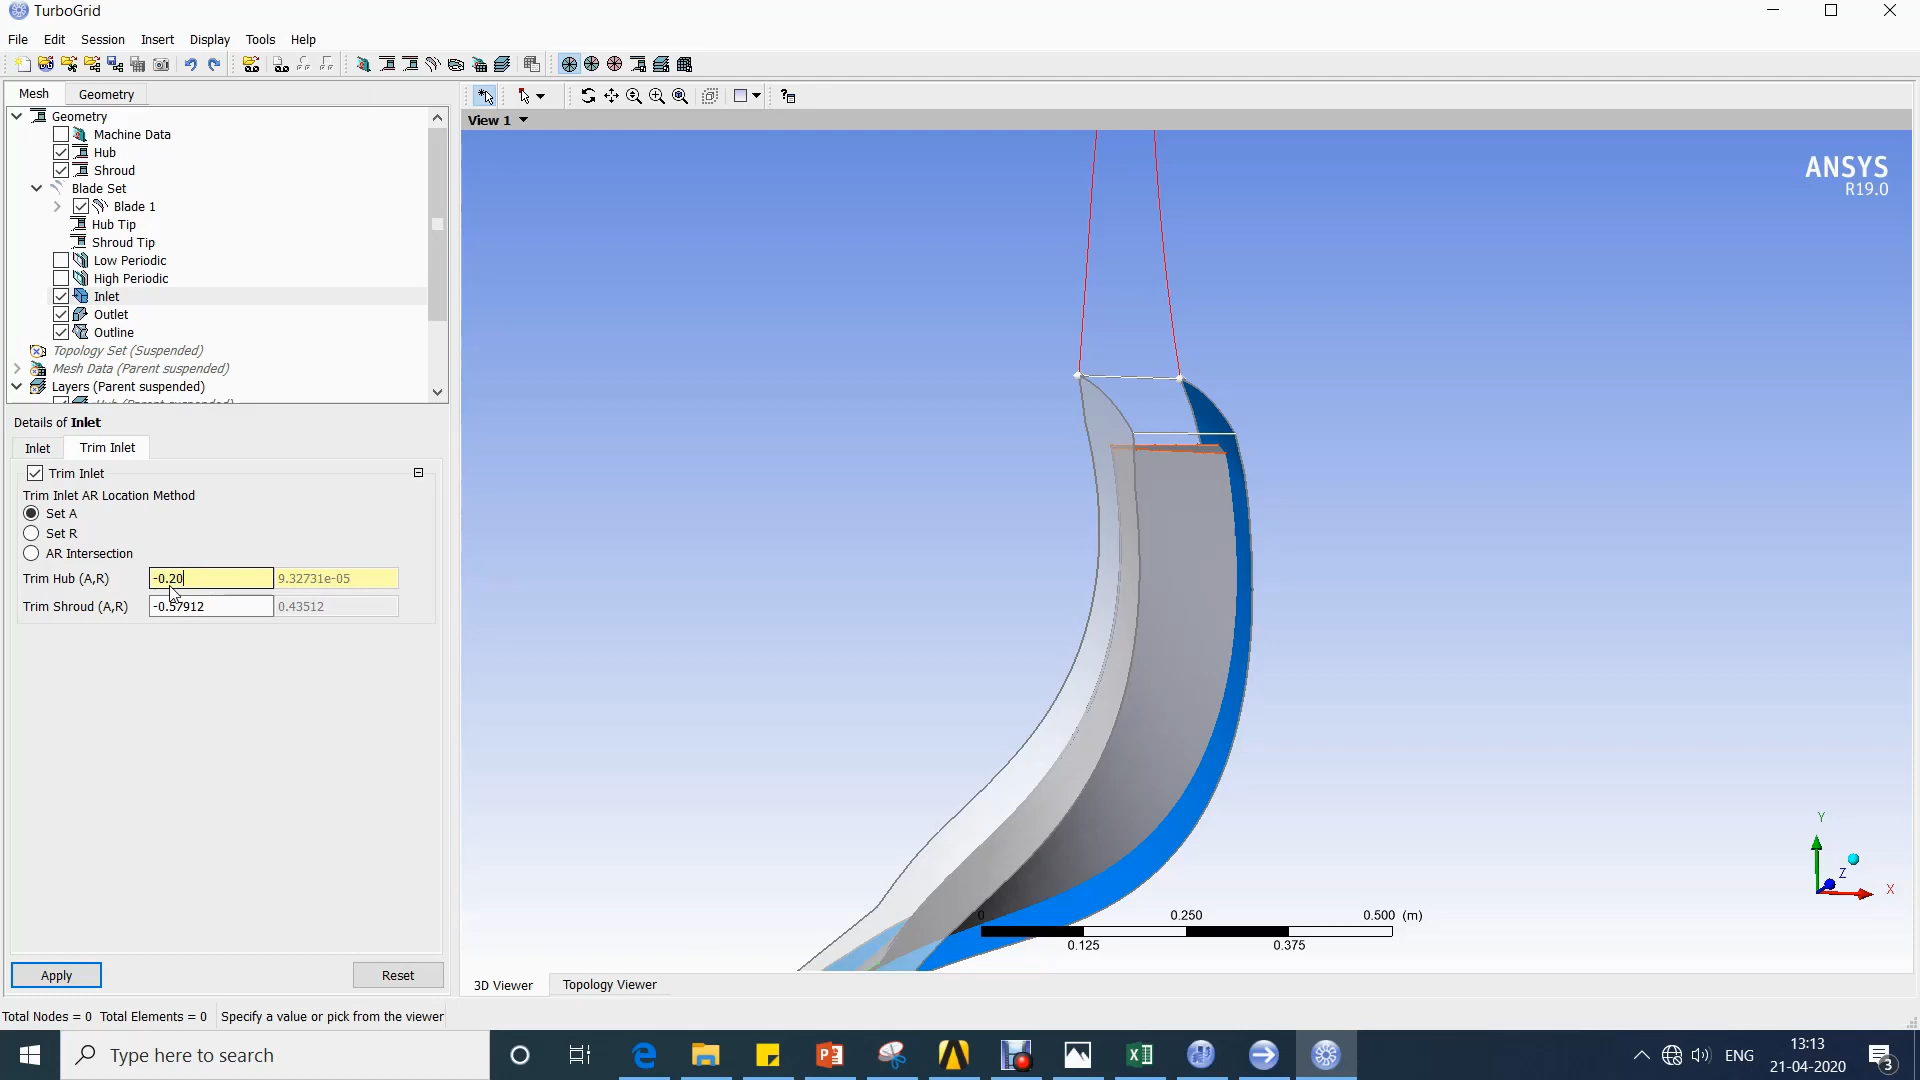 TurboGrid
File Edit Session Insert Display Tools Help
Mesh Geometry
View 1
Geometry
Machine Data
Hub
Shroud
Blade Set
Blade 1
Hub Tip
Shroud Tip
Low Periodic
High Periodic
Inlet
Outlet
Outline
Topology Set (Suspended)
Mesh Data (Parent suspended)
Layers (Parent suspended)
Hub (Parent suspended)
Details of Inlet
Inlet Trim Inlet
Trim Inlet
Trim Inlet AR Location Method
Set A
Set R
AR Intersection
Trim Hub (A,R) -0.20 9.32731e-05
Trim Shroud (A,R) -0.57912 0.43512
Apply Reset
ANSYS
R19.0
Y
Z
X
0 0.250 0.500 (m)
0.125 0.375
3D Viewer Topology Viewer
Total Nodes = 0 Total Elements = 0 Specify a value or pick from the viewer
Type here to search
ENG
13:13
21-04-2020
3